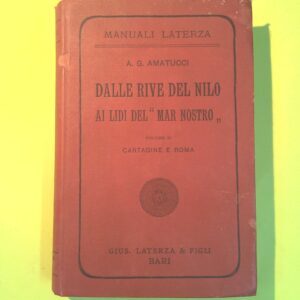 MANUALI LATERZA
A. G. AMATUCCI
DALLE RIVE DEL NILO
AI LIDI DEL "MAR NOSTRO„
VOLUME II
CARTAGINE E ROMA
GIUS. LATERZA & FIGLI
BARI